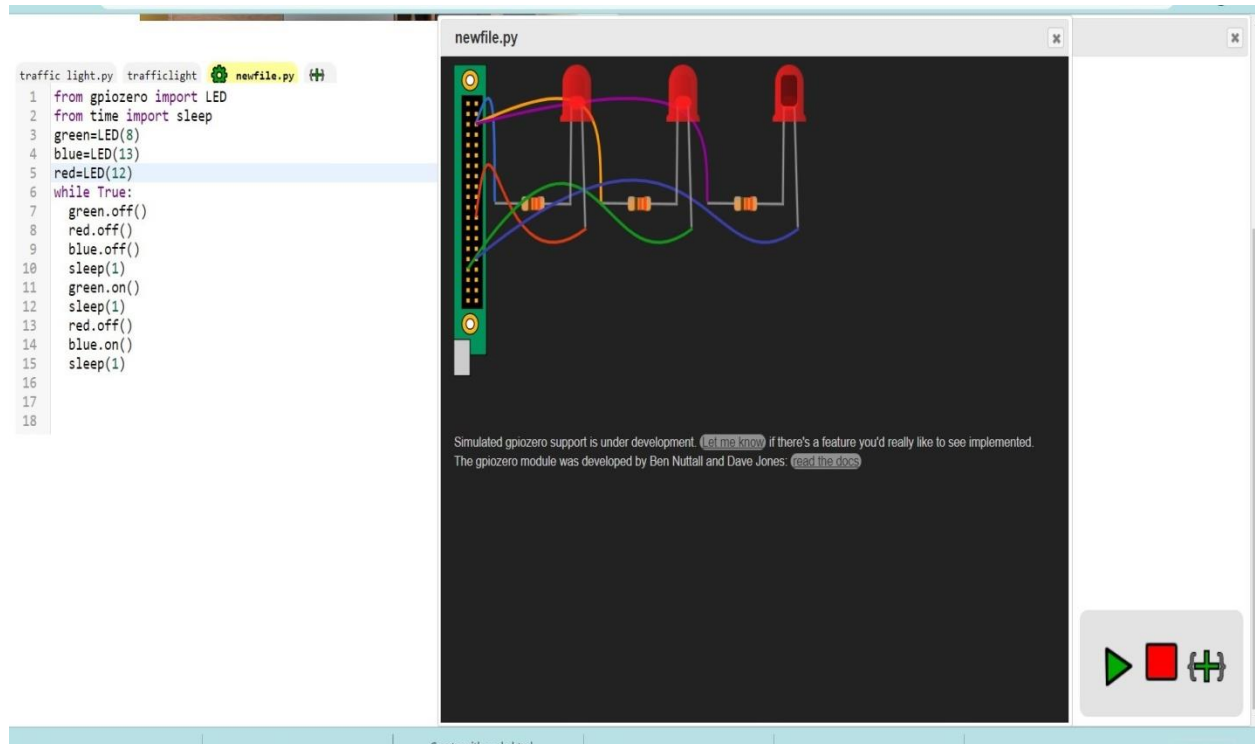 newfile.py
traffic light.py trafficlight newfile.py
1 from gpiozero import LED
2 from time import sleep
3 green=LED(8)
4 blue=LED(13)
5 red=LED(12)
6 while True:
7 green.off()
8 red.off()
9 blue.off()
10 sleep(1)
11 green.on()
12 sleep(1)
13 red.off()
14 blue.on()
15 sleep(1)
16
17
18
Simulated gpiozero support is under development. Let me know if there's a feature you'd really like to see implemented.
The gpiozero module was developed by Ben Nuttall and Dave Jones: read the docs